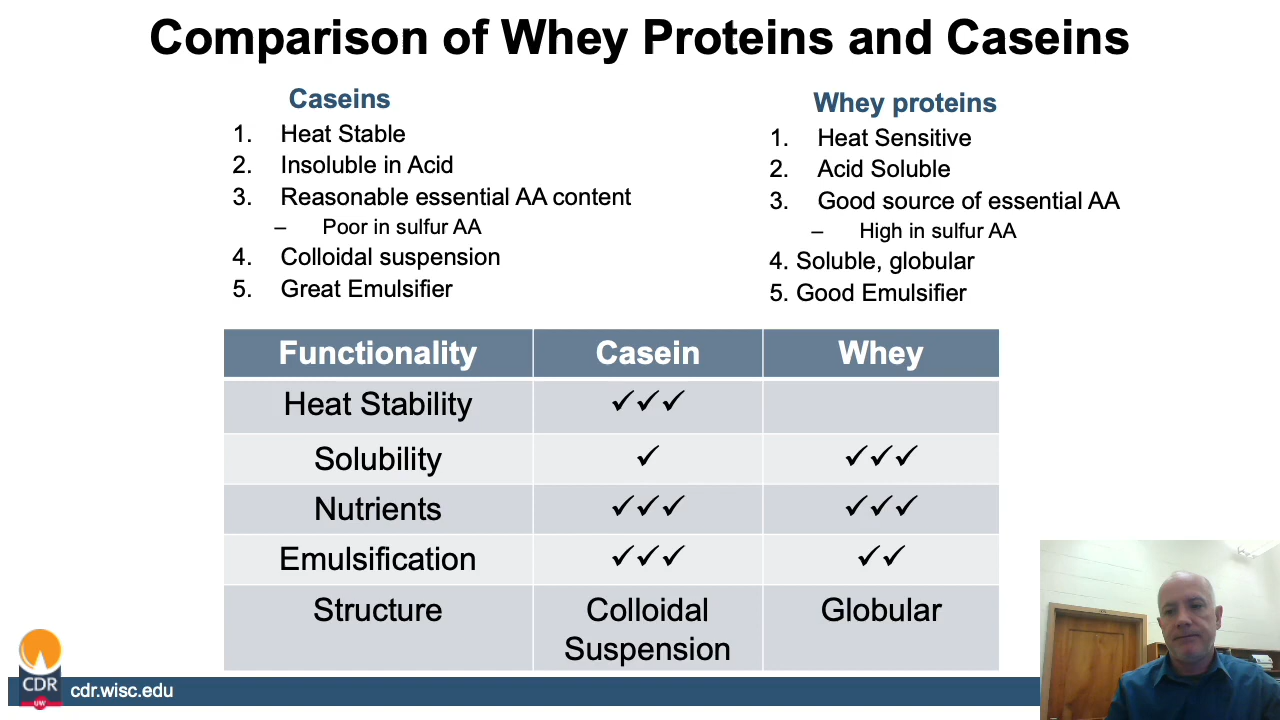 Comparison of Whey Proteins and Caseins
Caseins
1. Heat Stable
2. Insoluble in Acid
3. Reasonable essential AA content
– Poor in sulfur AA
4. Colloidal suspension
5. Great Emulsifier
Whey proteins
1. Heat Sensitive
2. Acid Soluble
3. Good source of essential AA
– High in sulfur AA
4. Soluble, globular
5. Good Emulsifier
Functionality Casein Whey
Heat Stability ✓✓✓
Solubility ✓ ✓✓✓
Nutrients ✓✓✓ ✓✓✓
Emulsification ✓✓✓ ✓✓
Structure Colloidal Globular
Suspension
CDR
UW
cdr.wisc.edu